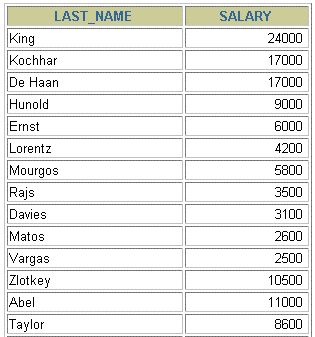 LAST_NAME SALARY
King 24000
Kochhar 17000
De Haan 17000
Hunold 9000
Ernst 6000
Lorentz 4200
Mourgos 5800
Rajs 3500
Davies 3100
Matos 2600
Vargas 2500
Zlotkey 10500
Abel 11000
Taylor 8600